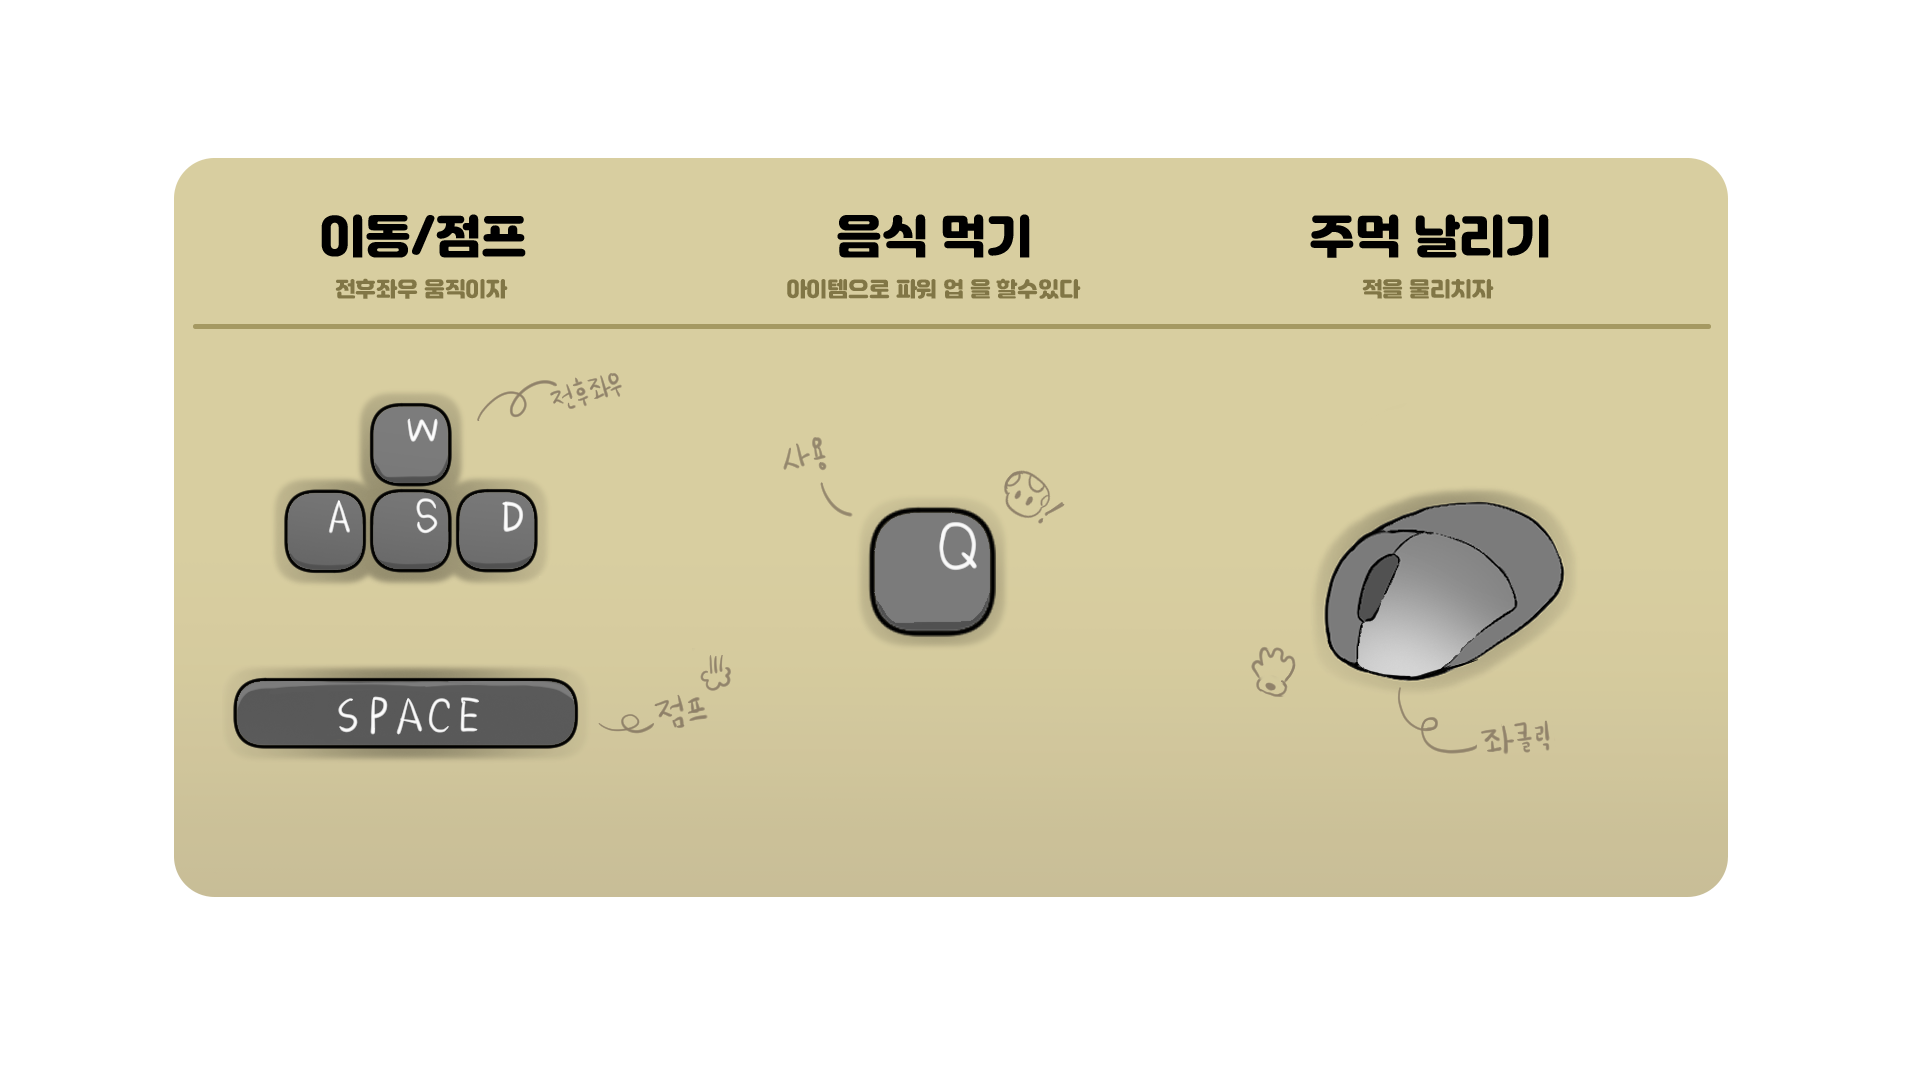 이동/점프
전후좌우 움직이자
음식 먹기
아이템으로 파워 업 을 할수있다
주먹 날리기
적을 물리치자
전후좌우
W
A S D
SPACE
점프
사용
Q
좌클릭